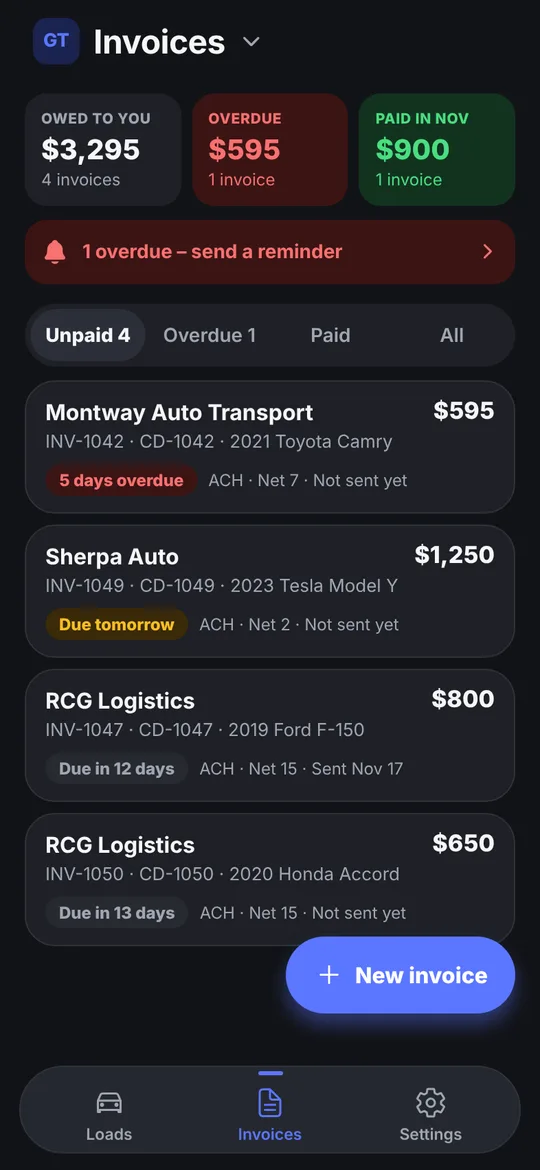 GT Invoices
OWED TO YOU
$3,295
4 invoices
OVERDUE
$595
1 invoice
PAID IN NOV
$900
1 invoice
1 overdue – send a reminder
Unpaid 4 Overdue 1 Paid All
Montway Auto Transport $595
INV-1042 · CD-1042 · 2021 Toyota Camry
5 days overdue ACH · Net 7 · Not sent yet
Sherpa Auto $1,250
INV-1049 · CD-1049 · 2023 Tesla Model Y
Due tomorrow ACH · Net 2 · Not sent yet
RCG Logistics $800
INV-1047 · CD-1047 · 2019 Ford F-150
Due in 12 days ACH · Net 15 · Sent Nov 17
RCG Logistics $650
INV-1050 · CD-1050 · 2020 Honda Accord
Due in 13 days ACH · Net 15 · Not sent yet
+ New invoice
Loads Invoices Settings